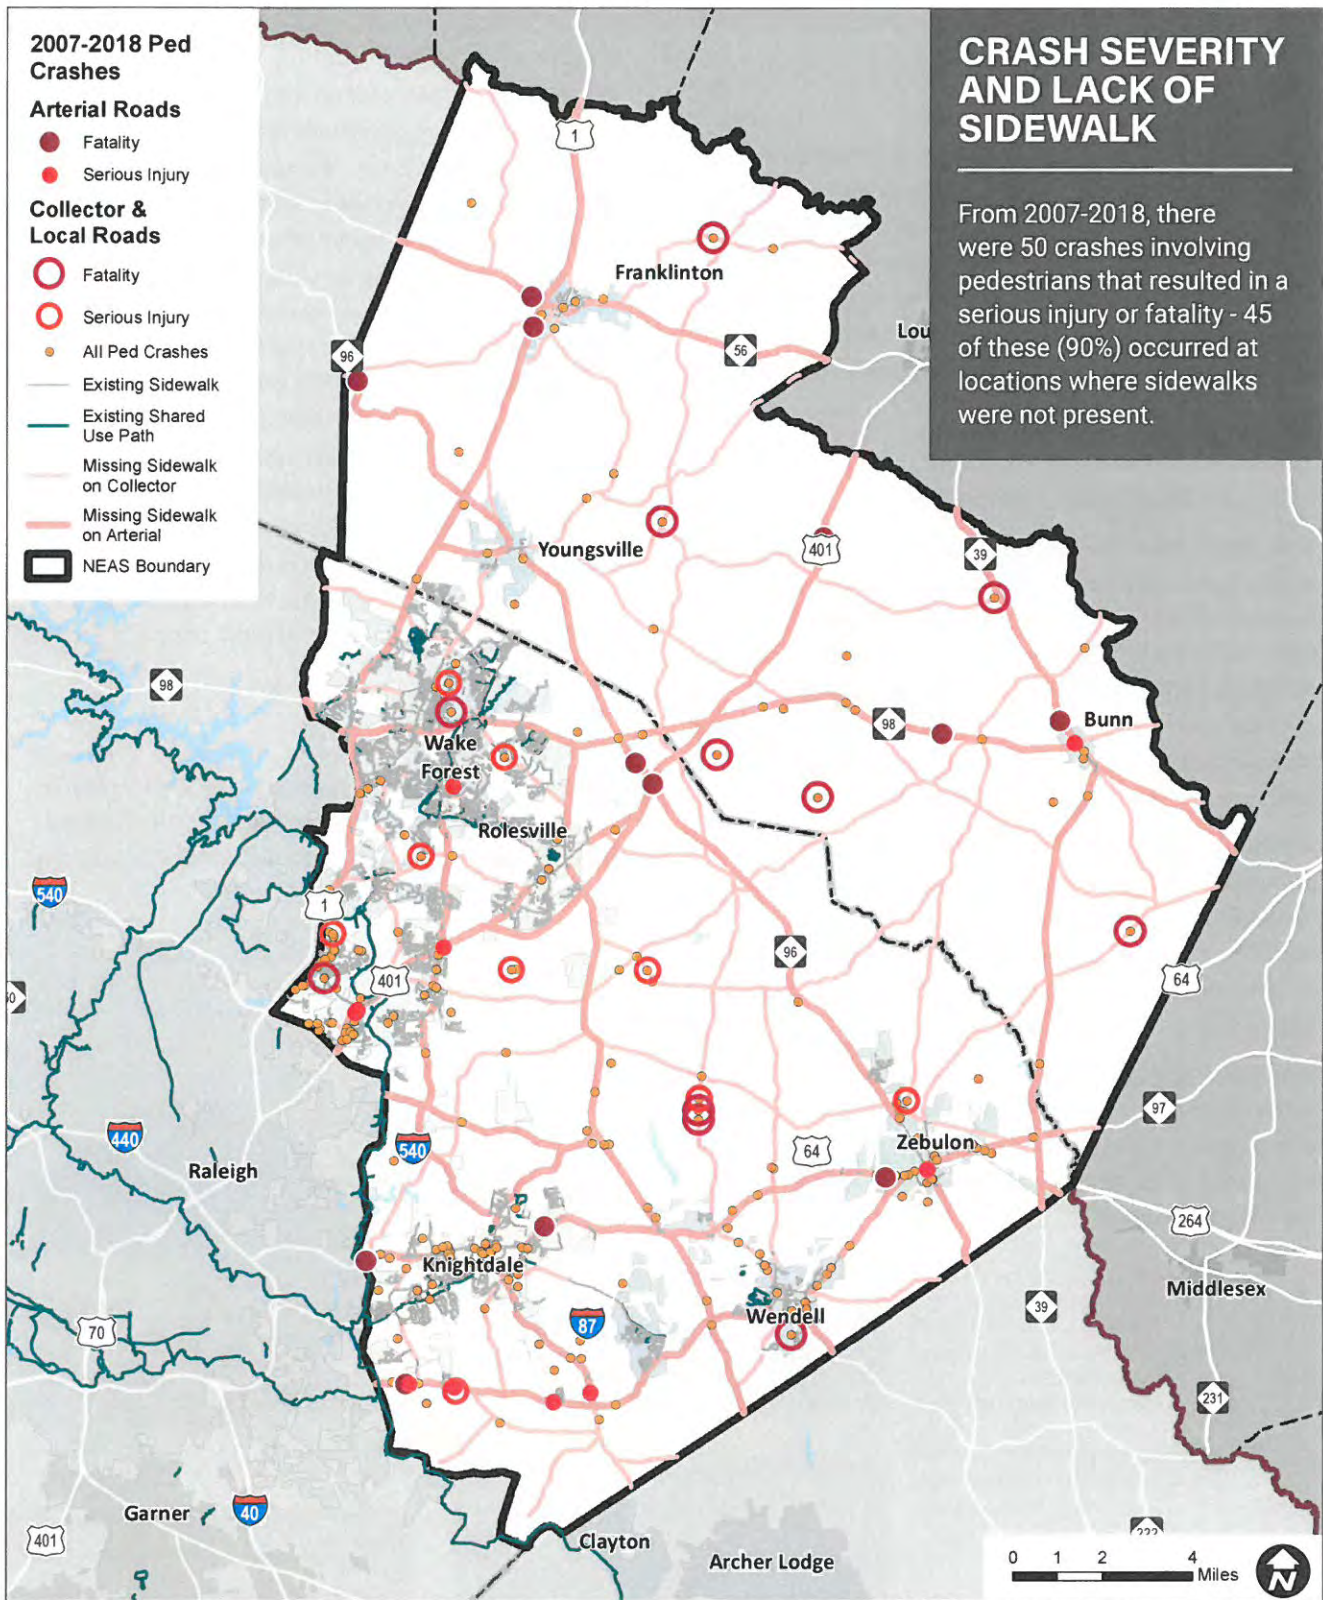 2007-2018 Ped
Crashes
Arterial Roads
Fatality
Serious Injury
Collector &
Local Roads
Fatality
Serious Injury
All Ped Crashes
Existing Sidewalk
Existing Shared
Use Path
Missing Sidewalk
on Collector
Missing Sidewalk
on Arterial
NEAS Boundary
CRASH SEVERITY
AND LACK OF
SIDEWALK
From 2007-2018, there
were 50 crashes involving
pedestrians that resulted in a
serious injury or fatality - 45
of these (90%) occurred at
locations where sidewalks
were not present.
1
Franklinton
Lou
56
96
Youngsville
401
39
98
Wake
Forest
98
Bunn
Rolesville
540
1
401
96
64
50
440
540
Raleigh
64
Zebulon
97
264
Knightdale
Middlesex
87
Wendell
39
70
231
Garner
40
401
Clayton
Archer Lodge
222
0 1 2 4
Miles
N